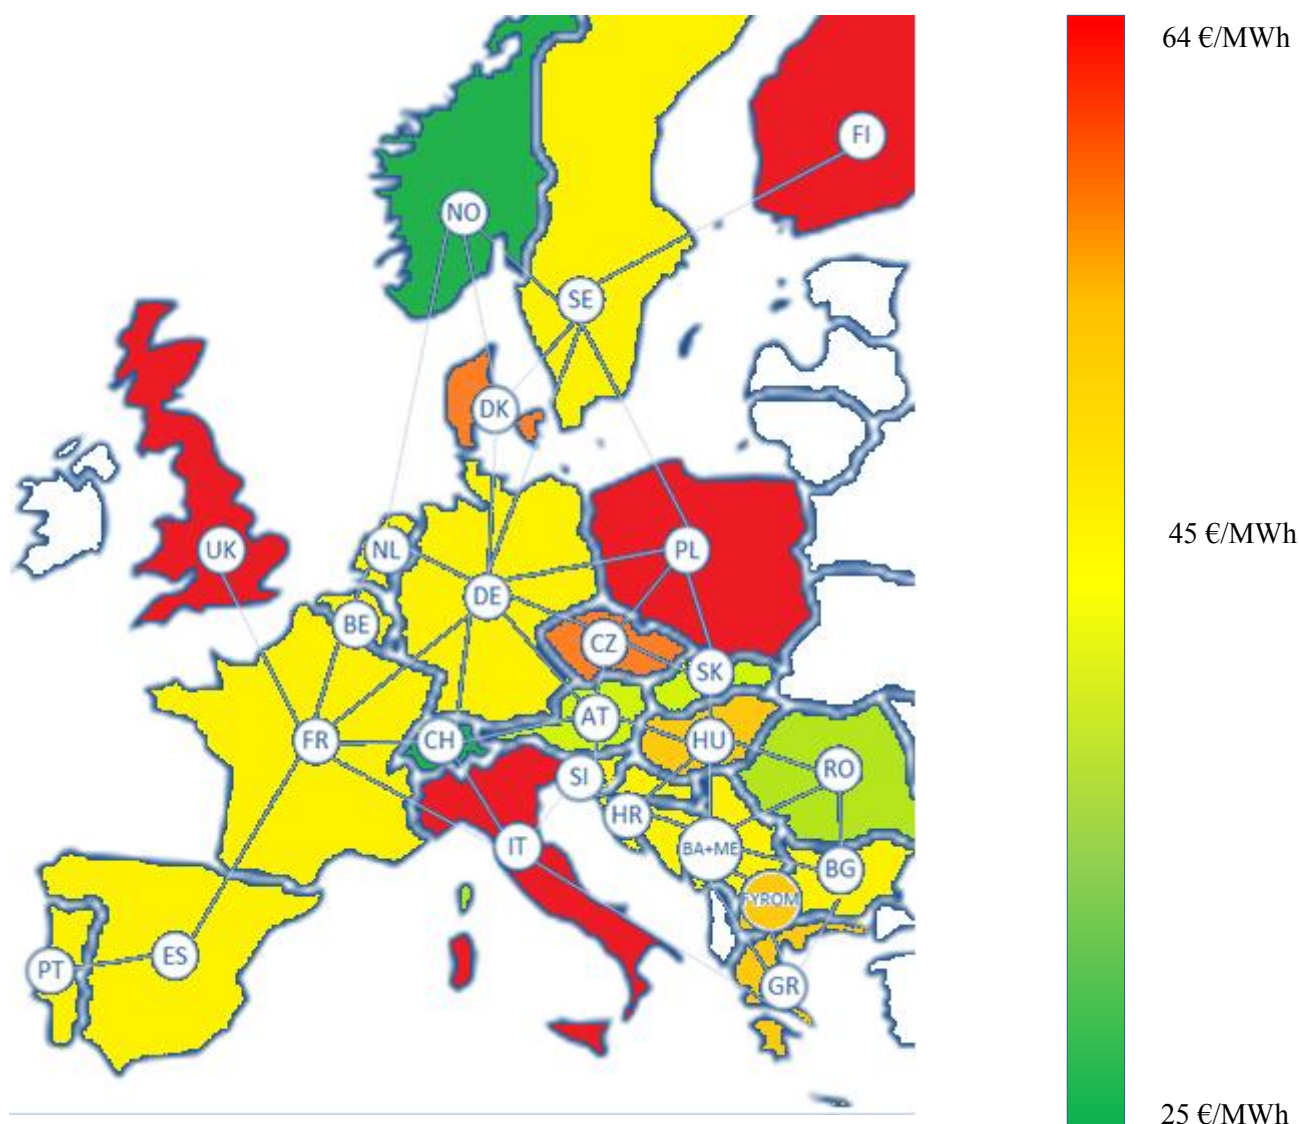 64 €/MWh
FI
NO
SE
DK
45 €/MWh
UK
NL
PL
DE
BE
CZ
SK
AT
FR
CH
HU
RO
SI
HR
IT
BA+ME
BG
FYROM
ES
PT
GR
25 €/MWh